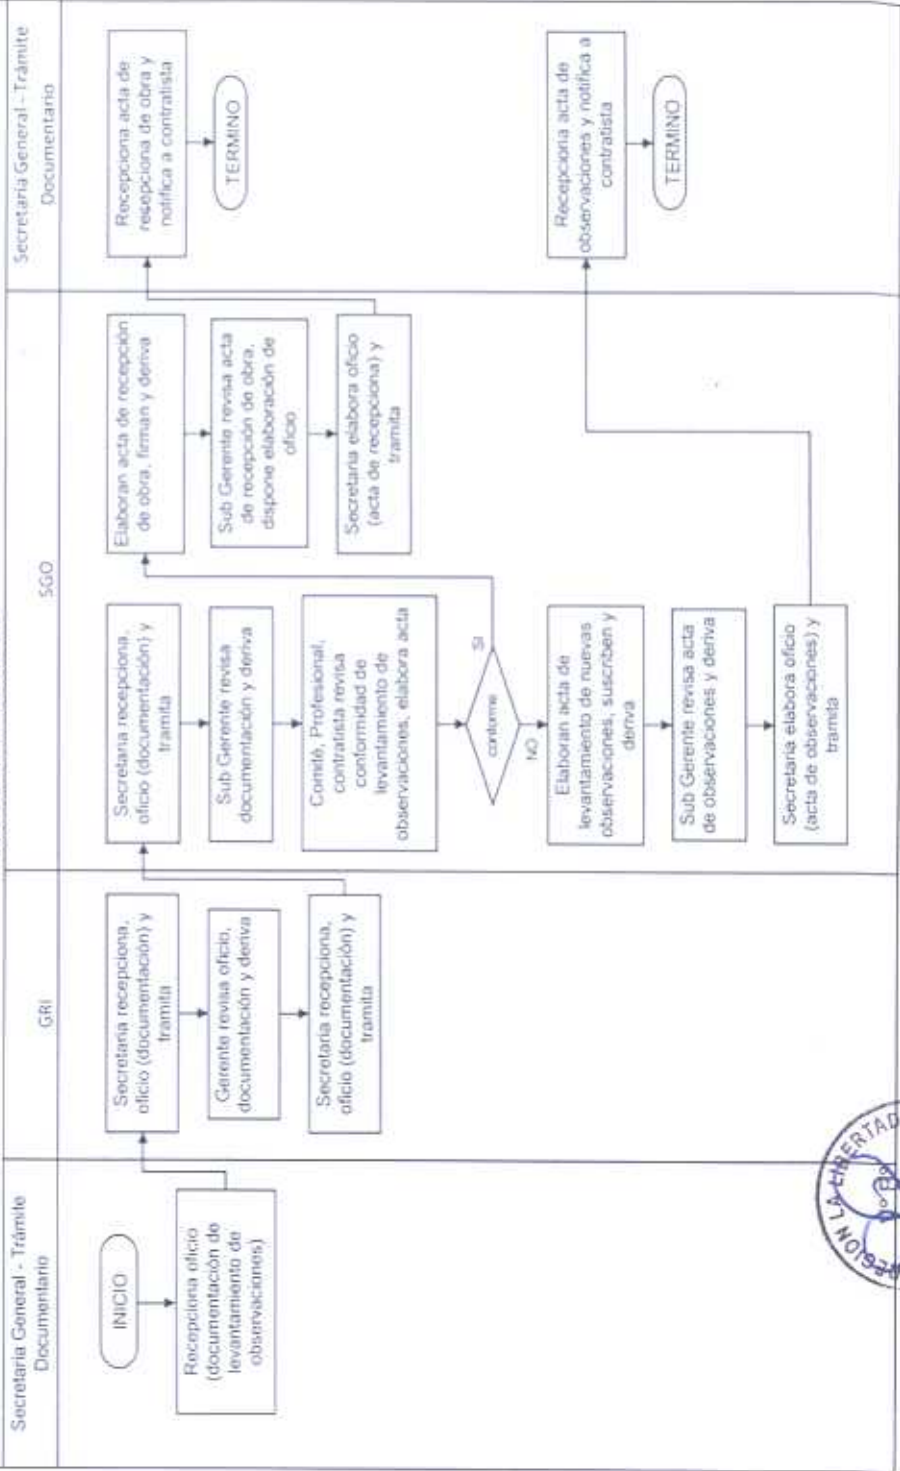 Secretaria General - Trámite
Documentario
GRI
SGO
Secretaria General - Trámite
Documentario
INICIO
Recepciona oficio
(documentación de
levantamiento de
observaciones)
Secretaria recepciona,
oficio (documentación) y
tramita
Gerente revisa oficio,
documentación y deriva
Secretaria recepciona,
oficio (documentación) y
tramita
Secretaria recepciona,
oficio (documentación) y
tramita
Sub Gerente revisa
documentación y deriva
Comité, Profesional,
contratista revisa
conformidad de
levantamiento de
observaciones, elabora acta
conforme
SI
NO
Elaboran acta de
levantamiento de nuevas
observaciones, suscriben y
deriva
Sub Gerente revisa acta
de observaciones y deriva
Secretaria elabora oficio
(acta de observaciones) y
tramita
Elaboran acta de recepción
de obra, firman y deriva
Sub Gerente revisa acta
de recepción de obra,
dispone elaboración de
oficio
Secretaria elabora oficio
(acta de recepciona) y
tramita
Recepciona acta de
resepciona de obra y
notifica a contratista
TERMINO
Recepciona acta de
observaciones y notifica a
contratista
TERMINO
REGION LA LIBERTAD